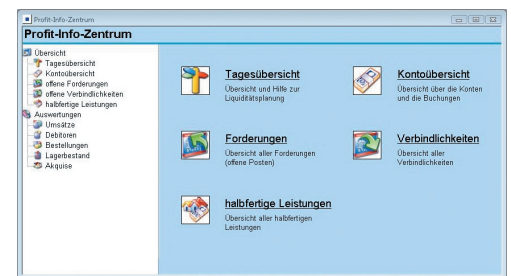 Profit-Info-Zentrum
Profit-Info-Zentrum
Übersicht
Tagesübersicht
Kontoübersicht
offene Forderungen
offene Verbindlichkeiten
halbfertige Leistungen
Auswertungen
Umsätze
Debitoren
Bestellungen
Lagerbestand
Akquise
Tagesübersicht
Übersicht und Hilfe zur
Liquiditätsplanung
Kontoübersicht
Übersicht über die Konten
und die Buchungen
Forderungen
Übersicht aller Forderungen
(offene Posten)
Verbindlichkeiten
Übersicht aller
Verbindlichkeiten
halbfertige Leistungen
Übersicht aller halbfertigen
Leistungen